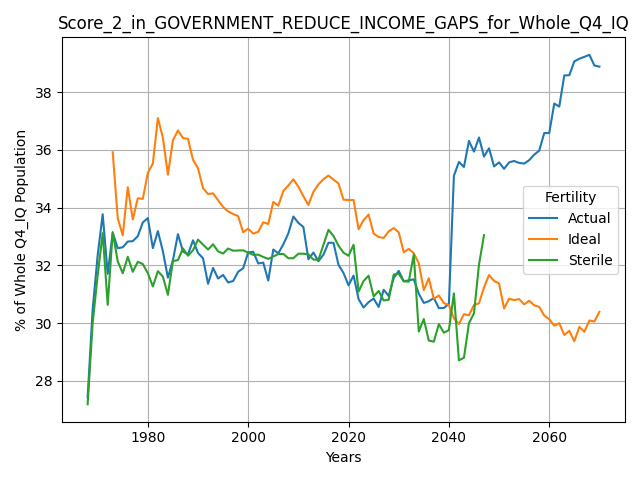 Score_2_in_GOVERNMENT_REDUCE_INCOME_GAPS_for_Whole_Q4_IQ
% of Whole Q4_IQ Population
38
36
34
32
30
28
Fertility
Actual
Ideal
Sterile
1980 2000 2020 2040 2060
Years